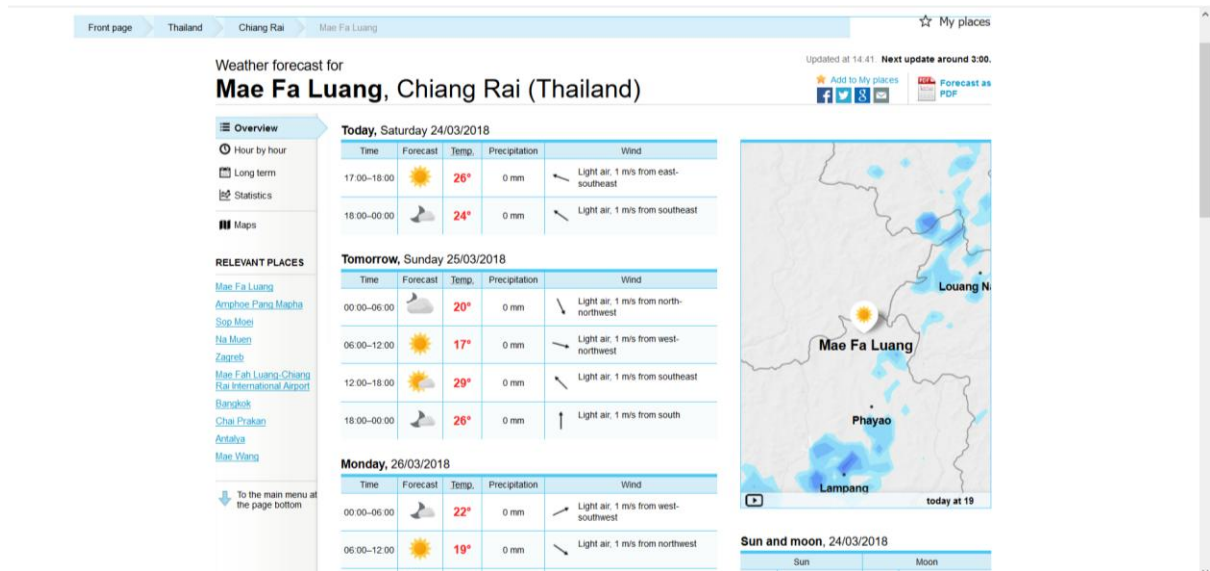 Front page Thailand Chiang Rai Mae Fa Luang
My places
Weather forecast for
Mae Fa Luang, Chiang Rai (Thailand)
Updated at 14:41. Next update around 3:00.
Add to My places
Forecast as
PDF
Overview
Hour by hour
Long term
Statistics
Maps
RELEVANT PLACES
Mae Fa Luang
Amphoe Pang Mapha
Sop Moei
Na Muen
Zagreb
Mae Fah Luang-Chiang
Rai International Airport
Bangkok
Chai Prakan
Antalya
Mae Wang
To the main menu at
the page bottom
Today, Saturday 24/03/2018
Time Forecast Temp. Precipitation Wind
17:00–18:00 26° 0 mm Light air, 1 m/s from east-
southeast
18:00–00:00 24° 0 mm Light air, 1 m/s from southeast
Tomorrow, Sunday 25/03/2018
Time Forecast Temp. Precipitation Wind
00:00–06:00 20° 0 mm Light air, 1 m/s from north-
northwest
06:00–12:00 17° 0 mm Light air, 1 m/s from west-
northwest
12:00–18:00 29° 0 mm Light air, 1 m/s from southeast
18:00–00:00 26° 0 mm Light air, 1 m/s from south
Monday, 26/03/2018
Time Forecast Temp. Precipitation Wind
00:00–06:00 22° 0 mm Light air, 1 m/s from west-
southwest
06:00–12:00 19° 0 mm Light air, 1 m/s from northwest
Louang N
Mae Fa Luang
Phayao
Lampang
today at 19
Sun and moon, 24/03/2018
Sun Moon